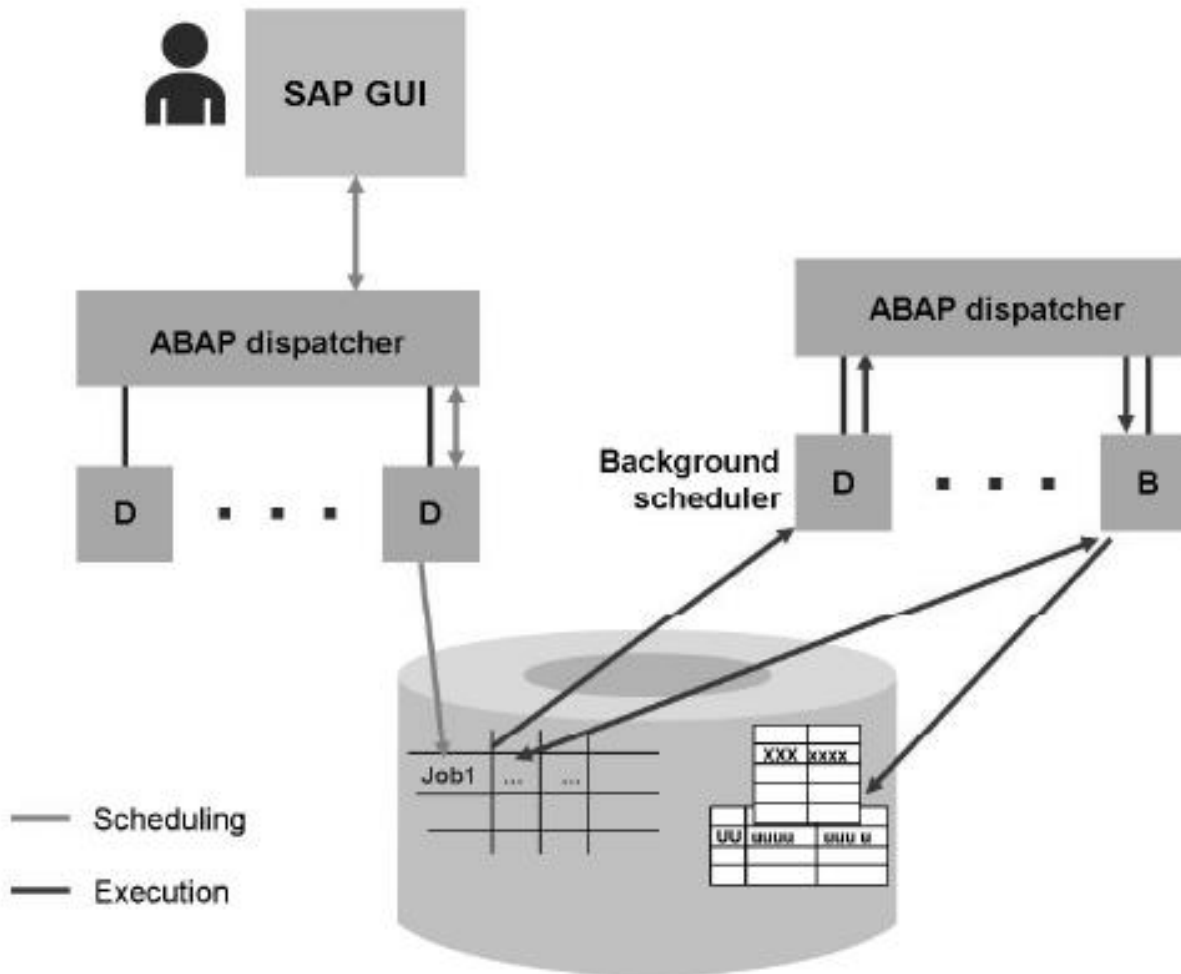 SAP GUI
ABAP dispatcher
ABAP dispatcher
Background
scheduler
D
B
D
D
Job1 ... ...
XXX xxxx
UU uuuu uuu u
Scheduling
Execution